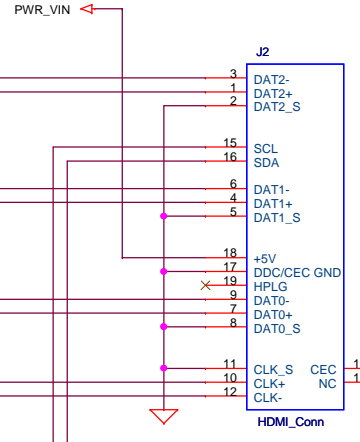 PWR_VIN
J2
3 DAT2-
1 DAT2+
2 DAT2_S
15 SCL
16 SDA
6 DAT1-
4 DAT1+
5 DAT1_S
18 +5V
17 DDC/CEC GND
19 HPLG
9 DAT0-
7 DAT0+
8 DAT0_S
11 CLK_S CEC 1
10 CLK+ NC 1
12 CLK-
HDMI_Conn